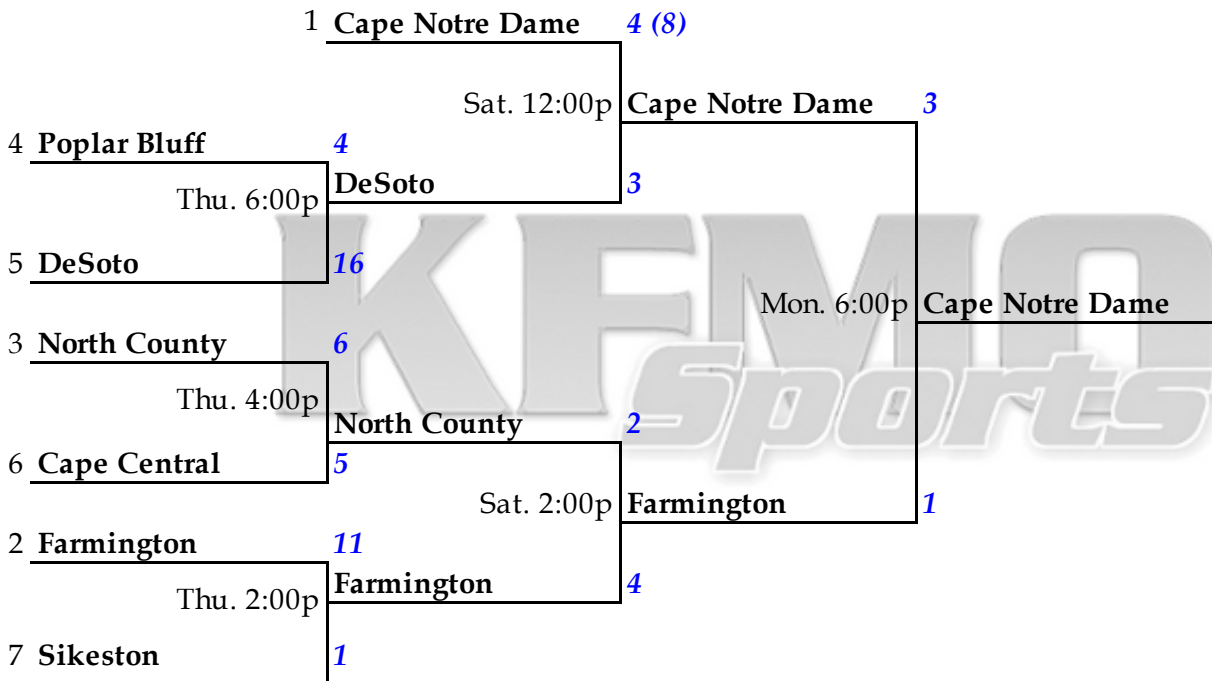 1 Cape Notre Dame 4 (8)
Sat. 12:00p Cape Notre Dame 3
4 Poplar Bluff 4
Thu. 6:00p DeSoto 3
5 DeSoto 16
KFMO
Mon. 6:00p Cape Notre Dame
3 North County 6
Sports
Thu. 4:00p
North County 2
6 Cape Central 5
Sat. 2:00p Farmington 1
2 Farmington 11
Thu. 2:00p Farmington 4
7 Sikeston 1